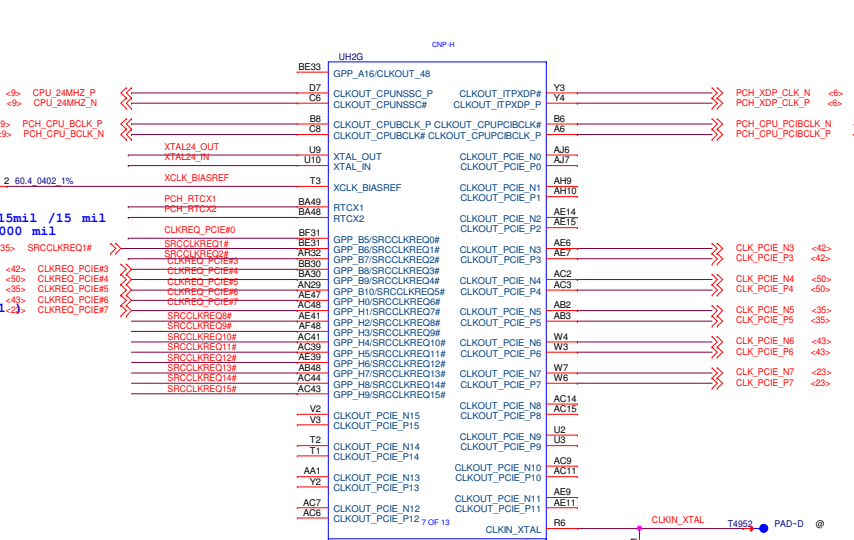 CNP-H
UH2G
BE33 GPP_A16/CLKOUT_48
<9> CPU_24MHZ_P D7 CLKOUT_CPUNSSC_P CLKOUT_ITPXDP# Y3 PCH_XDP_CLK_N <6>
<9> CPU_24MHZ_N C6 CLKOUT_CPUNSSC# CLKOUT_ITPXDP_P Y4 PCH_XDP_CLK_P <6>
9> PCH_CPU_BCLK_P B8 CLKOUT_CPUBCLK_P CLKOUT_CPUPCIBCLK# B6 PCH_CPU_PCIBCLK_N
<9> PCH_CPU_BCLK_N C8 CLKOUT_CPUBCLK# CLKOUT_CPUPCIBCLK_P A6 PCH_CPU_PCIBCLK_P
XTAL24_OUT U9 XTAL_OUT CLKOUT_PCIE_N0 AJ6
XTAL24_IN U10 XTAL_IN CLKOUT_PCIE_P0 AJ7
2 60.4_0402_1% XCLK_BIASREF T3 XCLK_BIASREF CLKOUT_PCIE_N1 AH9
CLKOUT_PCIE_P1 AH10
PCH_RTCX1 BA49 RTCX1
PCH_RTCX2 BA48 RTCX2 CLKOUT_PCIE_N2 AE14
15mil /15 mil CLKOUT_PCIE_P2 AE15
000 mil
CLKREQ_PCIE#0 BF31 GPP_B5/SRCCLKREQ0#
35> SRCCLKREQ1# SRCCLKREQ1# BE31 GPP_B6/SRCCLKREQ1# CLKOUT_PCIE_N3 AE6 CLK_PCIE_N3 <42>
SRCCLKREQ2# AR32 GPP_B7/SRCCLKREQ2# CLKOUT_PCIE_P3 AE7 CLK_PCIE_P3 <42>
<42> CLKREQ_PCIE#3 CLKREQ_PCIE#3 BB30 GPP_B8/SRCCLKREQ3#
<50> CLKREQ_PCIE#4 CLKREQ_PCIE#4 BA30 GPP_B9/SRCCLKREQ4# CLKOUT_PCIE_N4 AC2 CLK_PCIE_N4 <50>
<35> CLKREQ_PCIE#5 CLKREQ_PCIE#5 AN29 GPP_B10/SRCCLKREQ5# CLKOUT_PCIE_P4 AC3 CLK_PCIE_P4 <50>
<43> CLKREQ_PCIE#6 CLKREQ_PCIE#6 AE47 GPP_H0/SRCCLKREQ6#
<23> CLKREQ_PCIE#7 CLKREQ_PCIE#7 AC48 GPP_H1/SRCCLKREQ7# CLKOUT_PCIE_N5 AB2 CLK_PCIE_N5 <35>
SRCCLKREQ8# AE41 GPP_H2/SRCCLKREQ8# CLKOUT_PCIE_P5 AB3 CLK_PCIE_P5 <35>
SRCCLKREQ9# AF48 GPP_H3/SRCCLKREQ9#
SRCCLKREQ10# AC41 GPP_H4/SRCCLKREQ10# CLKOUT_PCIE_N6 W4 CLK_PCIE_N6 <43>
SRCCLKREQ11# AC39 GPP_H5/SRCCLKREQ11# CLKOUT_PCIE_P6 W3 CLK_PCIE_P6 <43>
SRCCLKREQ12# AE39 GPP_H6/SRCCLKREQ12#
SRCCLKREQ13# AB48 GPP_H7/SRCCLKREQ13# CLKOUT_PCIE_N7 W7 CLK_PCIE_N7 <23>
SRCCLKREQ14# AC44 GPP_H8/SRCCLKREQ14# CLKOUT_PCIE_P7 W6 CLK_PCIE_P7 <23>
SRCCLKREQ15# AC43 GPP_H9/SRCCLKREQ15#
CLKOUT_PCIE_N8 AC14
V2 CLKOUT_PCIE_N15 CLKOUT_PCIE_P8 AC15
V3 CLKOUT_PCIE_P15
CLKOUT_PCIE_N9 U2
T2 CLKOUT_PCIE_N14 CLKOUT_PCIE_P9 U3
T1 CLKOUT_PCIE_P14
CLKOUT_PCIE_N10 AC9
AA1 CLKOUT_PCIE_N13 CLKOUT_PCIE_P10 AC11
Y2 CLKOUT_PCIE_P13
CLKOUT_PCIE_N11 AE9
AC7 CLKOUT_PCIE_N12 CLKOUT_PCIE_P11 AE11
AC6 CLKOUT_PCIE_P12 7 OF 13
CLKIN_XTAL R6 CLKIN_XTAL T4952 PAD~D @